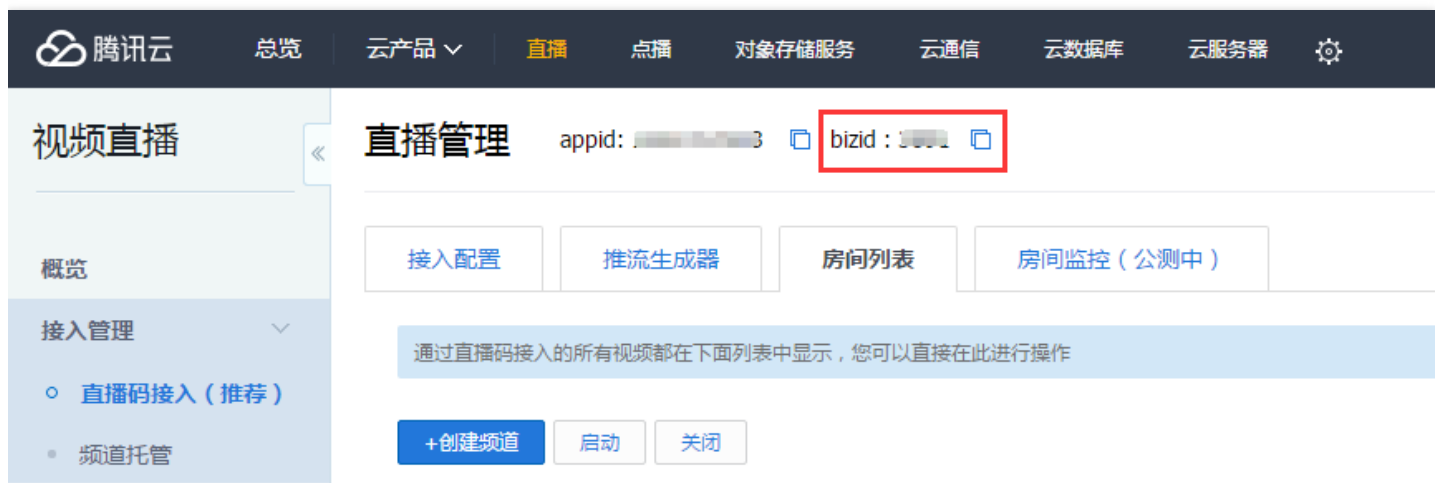 腾讯云 总览 云产品 直播 点播 对象存储服务 云通信 云数据库 云服务器
视频直播
直播管理 appid: bizid :
接入配置 推流生成器 房间列表 房间监控（公测中）
概览
接入管理
通过直播码接入的所有视频都在下面列表中显示，您可以直接在此进行操作
直播码接入（推荐）
+创建频道 启动 关闭
频道托管